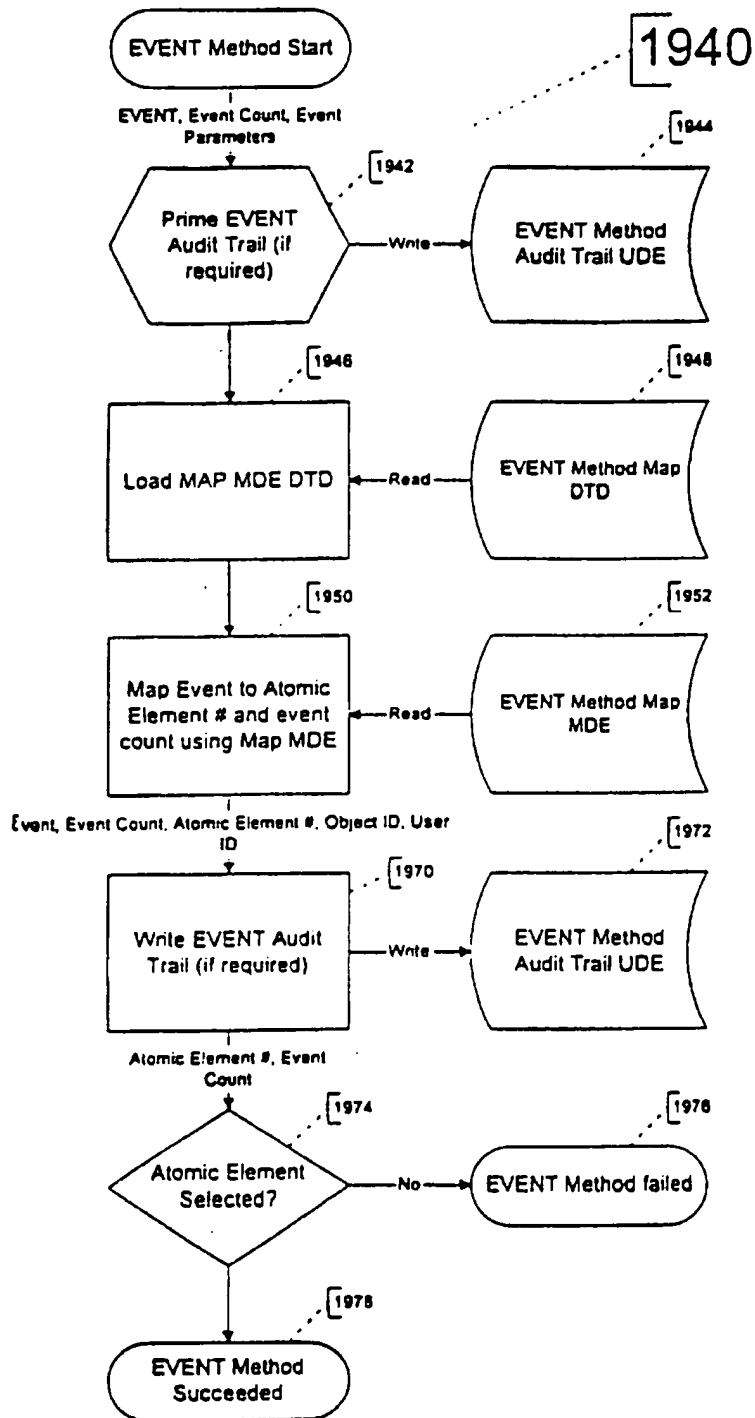 EVENT Method Start
1940
EVENT, Event Count, Event
Parameters
1942
1944
Prime EVENT
Audit Trail (if
required)
Write
EVENT Method
Audit Trail UDE
1946
1948
Load MAP MDE DTD
Read
EVENT Method Map
DTD
1950
1952
Map Event to Atomic
Element # and event
count using Map MDE
Read
EVENT Method Map
MDE
Event, Event Count, Atomic Element #, Object ID, User
ID
1970
1972
Write EVENT Audit
Trail (if required)
Write
EVENT Method
Audit Trail UDE
Atomic Element #, Event
Count
1974
1976
Atomic Element
Selected?
No
EVENT Method failed
1978
EVENT Method
Succeeded